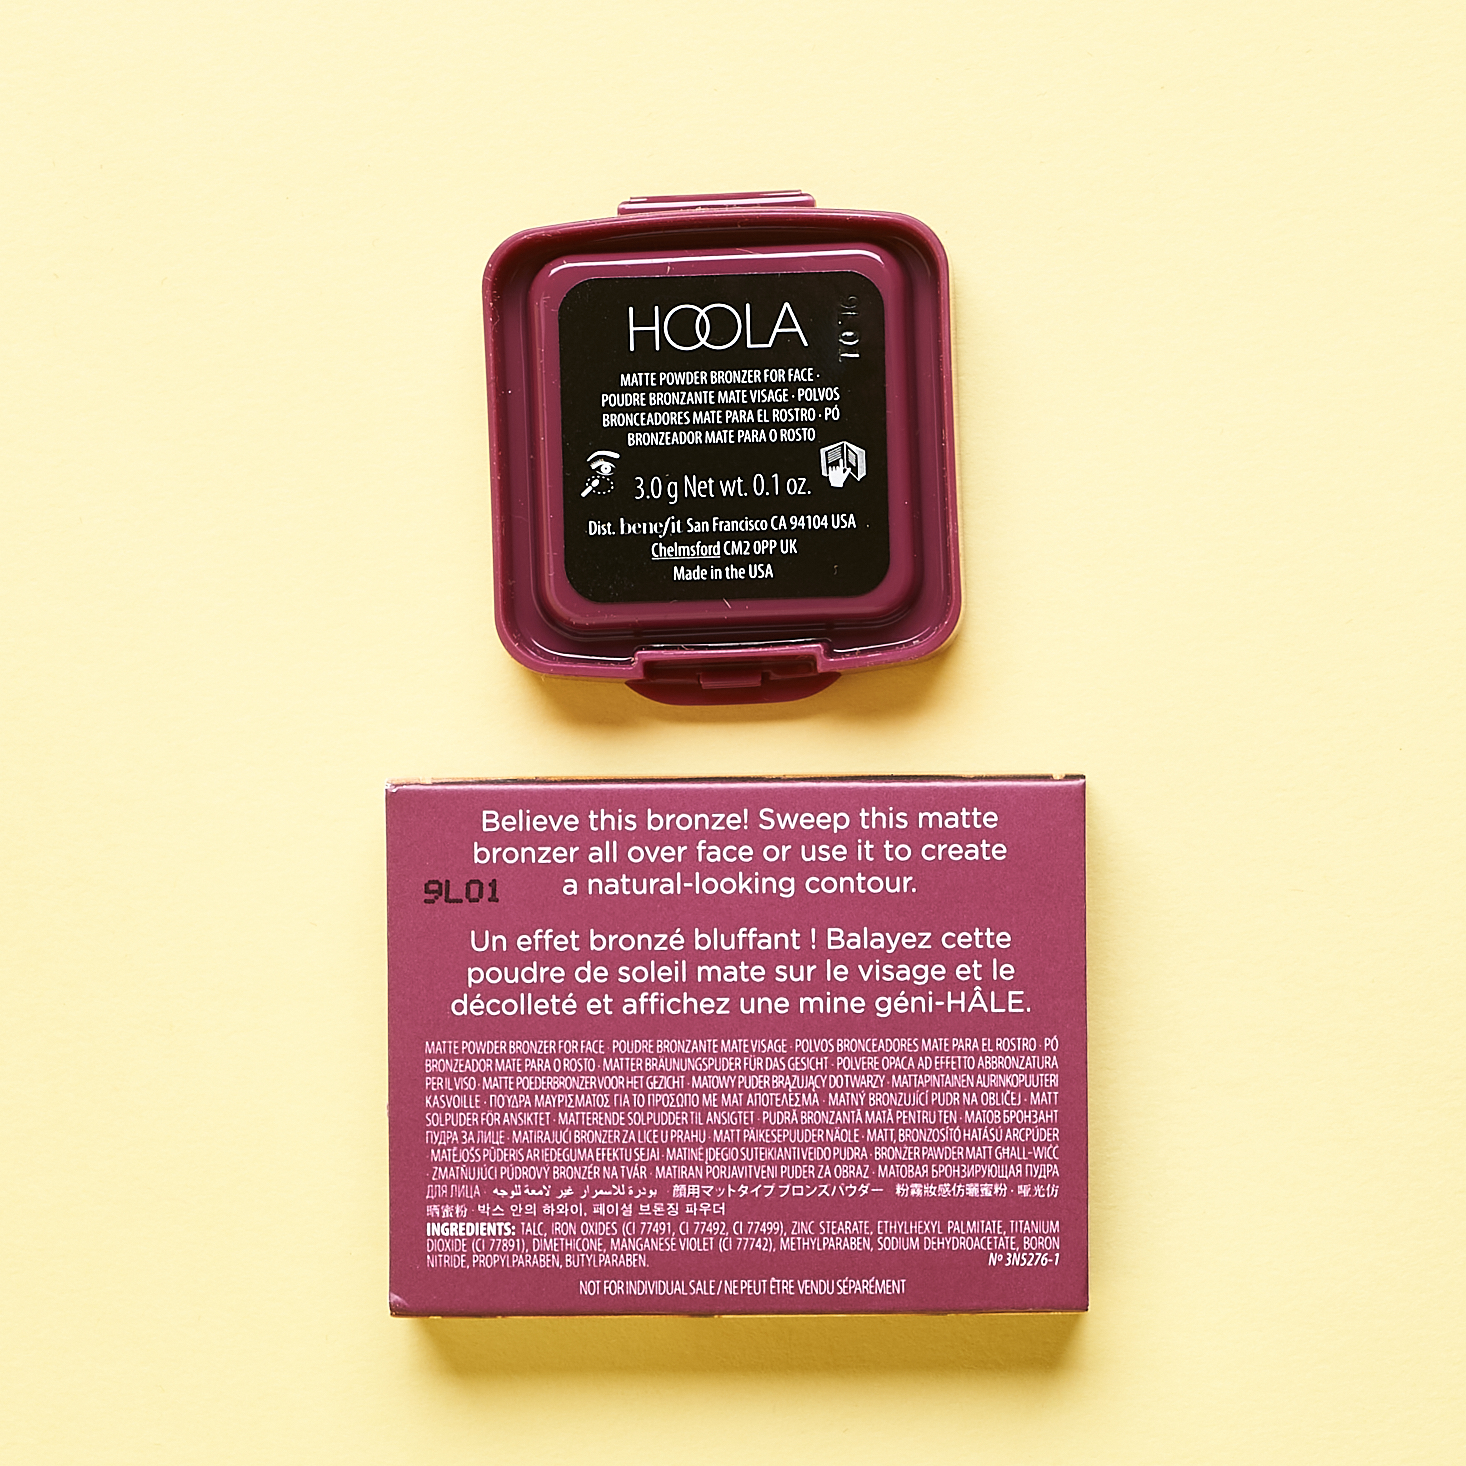 HOOLA
9L01
MATTE POWDER BRONZER FOR FACE ·
POUDRE BRONZANTE MATE VISAGE · POLVOS
BRONCEADORES MATE PARA EL ROSTRO · PÓ
BRONZEADOR MATE PARA O ROSTO
3.0 g Net wt. 0.1 oz.
Dist. benefit San Francisco CA 94104 USA
Chelmsford CM2 0PP UK
Made in the USA
Believe this bronze! Sweep this matte
bronzer all over face or use it to create
a natural-looking contour.
9L01
Un effet bronzé bluffant ! Balayez cette
poudre de soleil mate sur le visage et le
décolleté et affichez une mine géni-HÂLE.
MATTE POWDER BRONZER FOR FACE · POUDRE BRONZANTE MATE VISAGE · POLVOS BRONCEADORES MATE PARA EL ROSTRO · PÓ
BRONZEADOR MATE PARA O ROSTO · MATTER BRÄUNUNGSPUDER FÜR DAS GESICHT · POLVERE OPACA AD EFFETTO ABBRONZATURA
PER IL VISO · MATTE POEDERBRONZER VOOR HET GEZICHT · MATOWY PUDER BRĄZUJĄCY DO TWARZY · MATTAPINTAINEN AURINKOPUUTERI
KASVOILLE · ΠΟΎΔΡΑ ΜΑΥΡΙΣΜΑΤΟΣ ΓΙΑ ΤΟ ΠΡΌΣΩΠΟ ΜΕ ΜΑΤ ΑΠΟΤΈΛΕΣΜΑ · MATNÝ BRONZUJÍCÍ PUDR NA OBLIČEJ · MATT
SOLPUDER FÖR ANSIKTET · MATTERENDE SOLPUDDER TIL ANSIGTET · PUDRĂ BRONZANTĂ MATĂ PENTRU TEN · МАТОВ БРОНЗАНТ
ПУДРА ЗА ЛИЦЕ · MATIRAJUĆI BRONZER ZA LICE U PRAHU · MATT PÄIKESEPUUDER NÄOLE · MATT, BRONZOSÍTÓ HATÁSÚ ARCPÚDER
· MATĒJOŠS PŪDERIS AR IEDEGUMA EFEKTU SEJAI · MATINĖ ĮDEGIO SUTEIKIANTI VEIDO PUDRA · BRONŻER PAWDER MATT GĦALL-WIĊĊ
· ZMATŇUJÚCI PÚDROVÝ BRONZÉR NA TVÁR · MATIRAN PORJAVITVENI PUDER ZA OBRAZ · МАТОВАЯ БРОНЗИРУЮЩАЯ ПУДРА
ДЛЯ ЛИЦА · بودرة للاسمرار غير لامعة للوجه 顔用マットタイプ ブロンズパウダー 粉霧妝感仿曬蜜粉 · 哑光仿
晒蜜粉 · 박스 안의 하와이, 페이셜 브론징 파우더
INGREDIENTS: TALC, IRON OXIDES (CI 77491, CI 77492, CI 77499), ZINC STEARATE, ETHYLHEXYL PALMITATE, TITANIUM
DIOXIDE (CI 77891), DIMETHICONE, MANGANESE VIOLET (CI 77742), METHYLPARABEN, SODIUM DEHYDROACETATE, BORON
NITRIDE, PROPYLPARABEN, BUTYLPARABEN. Nº 3N5276-1
NOT FOR INDIVIDUAL SALE / NE PEUT ÊTRE VENDU SÉPARÉMENT